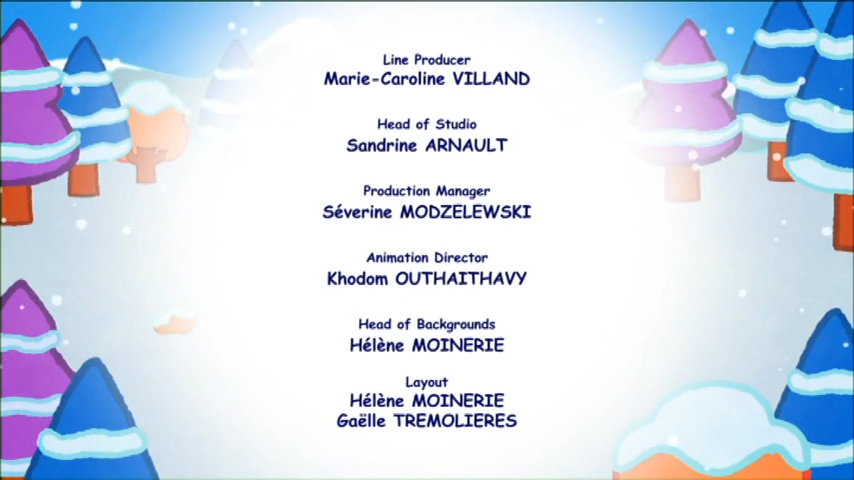 Line Producer
Marie-Caroline VILLAND
Head of Studio
Sandrine ARNAULT
Production Manager
Séverine MODZELEWSKI
Animation Director
Khodom OUTHAITHAVY
Head of Backgrounds
Hélène MOINERIE
Layout
Hélène MOINERIE
Gaëlle TREMOLIERES